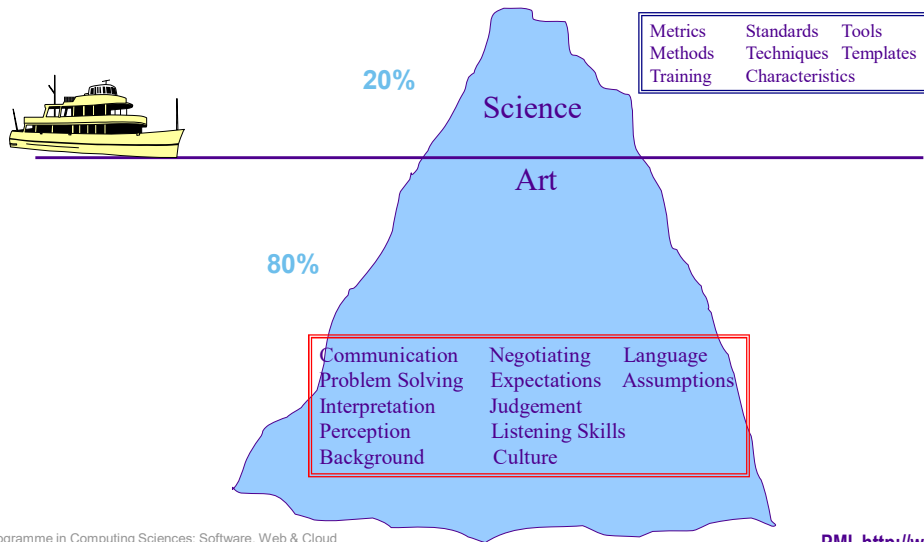 Metrics Standards Tools
Methods Techniques Templates
Training Characteristics
20%
Science
Art
80%
Communication Negotiating Language
Problem Solving Expectations Assumptions
Interpretation Judgement
Perception Listening Skills
Background Culture
Programme in Computing Sciences: Software, Web & Cloud